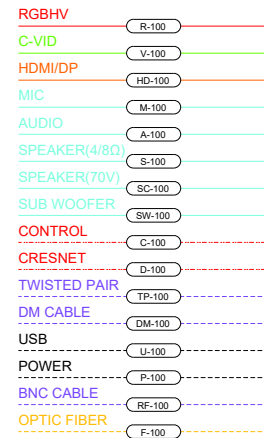 RGBHV
R-100
C-VID
V-100
HDMI/DP
HD-100
MIC
M-100
AUDIO
A-100
SPEAKER(4/8Ω)
S-100
SPEAKER(70V)
SC-100
SUB WOOFER
SW-100
CONTROL
C-100
CRESNET
D-100
TWISTED PAIR
TP-100
DM CABLE
DM-100
USB
U-100
POWER
P-100
BNC CABLE
RF-100
OPTIC FIBER
F-100